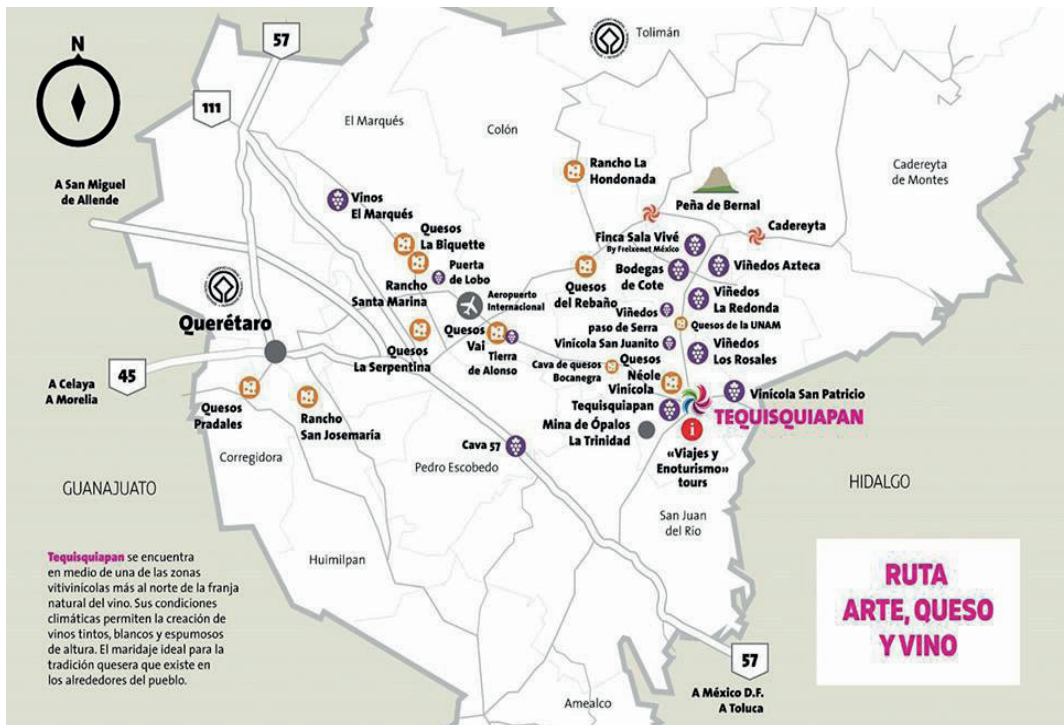 N
57
111
A San Miguel
de Allende
El Marqués
Colón
Tolimán
Cadereyta
de Montes
Rancho La
Hondonada
Peña de Bernal
Cadereyta
Vinos
El Marqués
Quesos
La Biquette
Puerta
de Lobo
Rancho
Santa Marina
Aeropuerto
Internacional
Finca Sala Vivé
By Freixenet México
Bodegas
de Cote
Viñedos Azteca
Quesos
del Rebaño
Viñedos
La Redonda
Viñedos
paso de Serra
Quesos de la UNAM
Querétaro
Quesos
La Serpentina
Quesos
Vai
Tierra
de Alonso
Vinícola San Juanito
Viñedos
Los Rosales
Cava de quesos
Bocanegra
Quesos
Néole
Vinícola
Tequisquiapan
Vinícola San Patricio
TEQUISQUIAPAN
45
A Celaya
A Morelia
Quesos
Pradales
Rancho
San Josemaría
Mina de Ópalos
La Trinidad
i
«Viajes y
Enoturismo»
tours
Cava 57
Corregidora
Pedro Escobedo
GUANAJUATO
HIDALGO
San Juan
del Río
Huimilpan
Tequisquiapan se encuentra
en medio de una de las zonas
vitivinícolas más al norte de la franja
natural del vino. Sus condiciones
climáticas permiten la creación de
vinos tintos, blancos y espumosos
de altura. El maridaje ideal para la
tradición quesera que existe en
los alrededores del pueblo.
RUTA
ARTE, QUESO
Y VINO
57
A México D.F.
A Toluca
Amealco